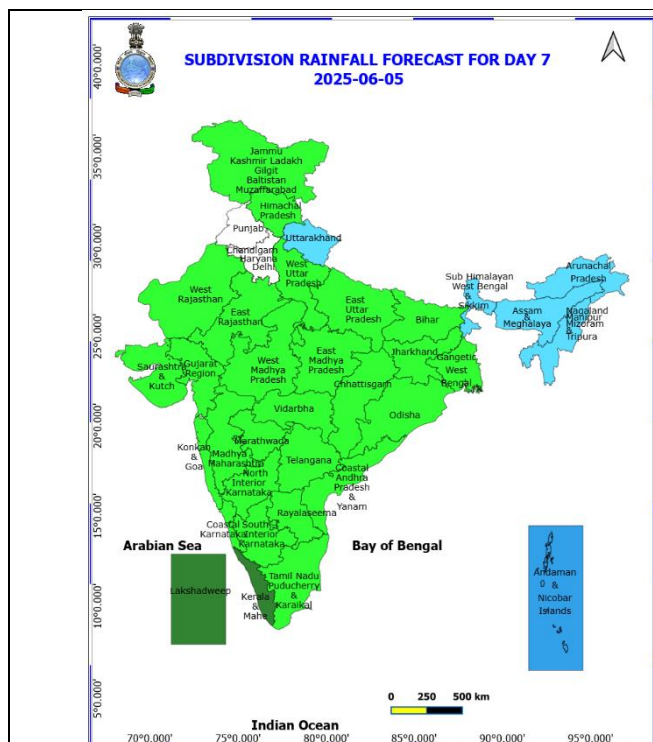 SUBDIVISION RAINFALL FORECAST FOR DAY 7
2025-06-05
40°0.000'
35°0.000'
30°0.000'
25°0.000'
20°0.000'
15°0.000'
10°0.000'
5°0.000'
Jammu
Kashmir Ladakh
Gilgit
Baltistan
Muzaffarabad
Himachal
Pradesh
Punjab
Uttarakhand
Chandigarh
Haryana
Delhi
West
Uttar
Pradesh
West
Rajasthan
East
Rajasthan
East
Uttar
Pradesh
Bihar
Sub Himalayan
West Bengal
&
Sikkim
Arunachal
Pradesh
Assam
&
Meghalaya
Nagaland
Manipur
Mizoram
&
Tripura
Saurashtra
&
Kutch
Gujarat
Region
West
Madhya
Pradesh
East
Madhya
Pradesh
Jharkhand
Gangetic
West
Bengal
Chhattisgarh
Vidarbha
Odisha
Konkan
&
Goa
Madhya
Maharashtra
Marathwada
Telangana
North
Interior
Karnataka
Coastal
Andhra
Pradesh
&
Yanam
Rayalaseema
Coastal
Karnataka
South
Interior
Karnataka
Arabian Sea
Bay of Bengal
Lakshadweep
Kerala
&
Mahe
Tamil Nadu
Puducherry
&
Karaikal
Andaman
&
Nicobar
Islands
0 250 500 km
Indian Ocean
70°0.000' 75°0.000' 80°0.000' 85°0.000' 90°0.000' 95°0.000'